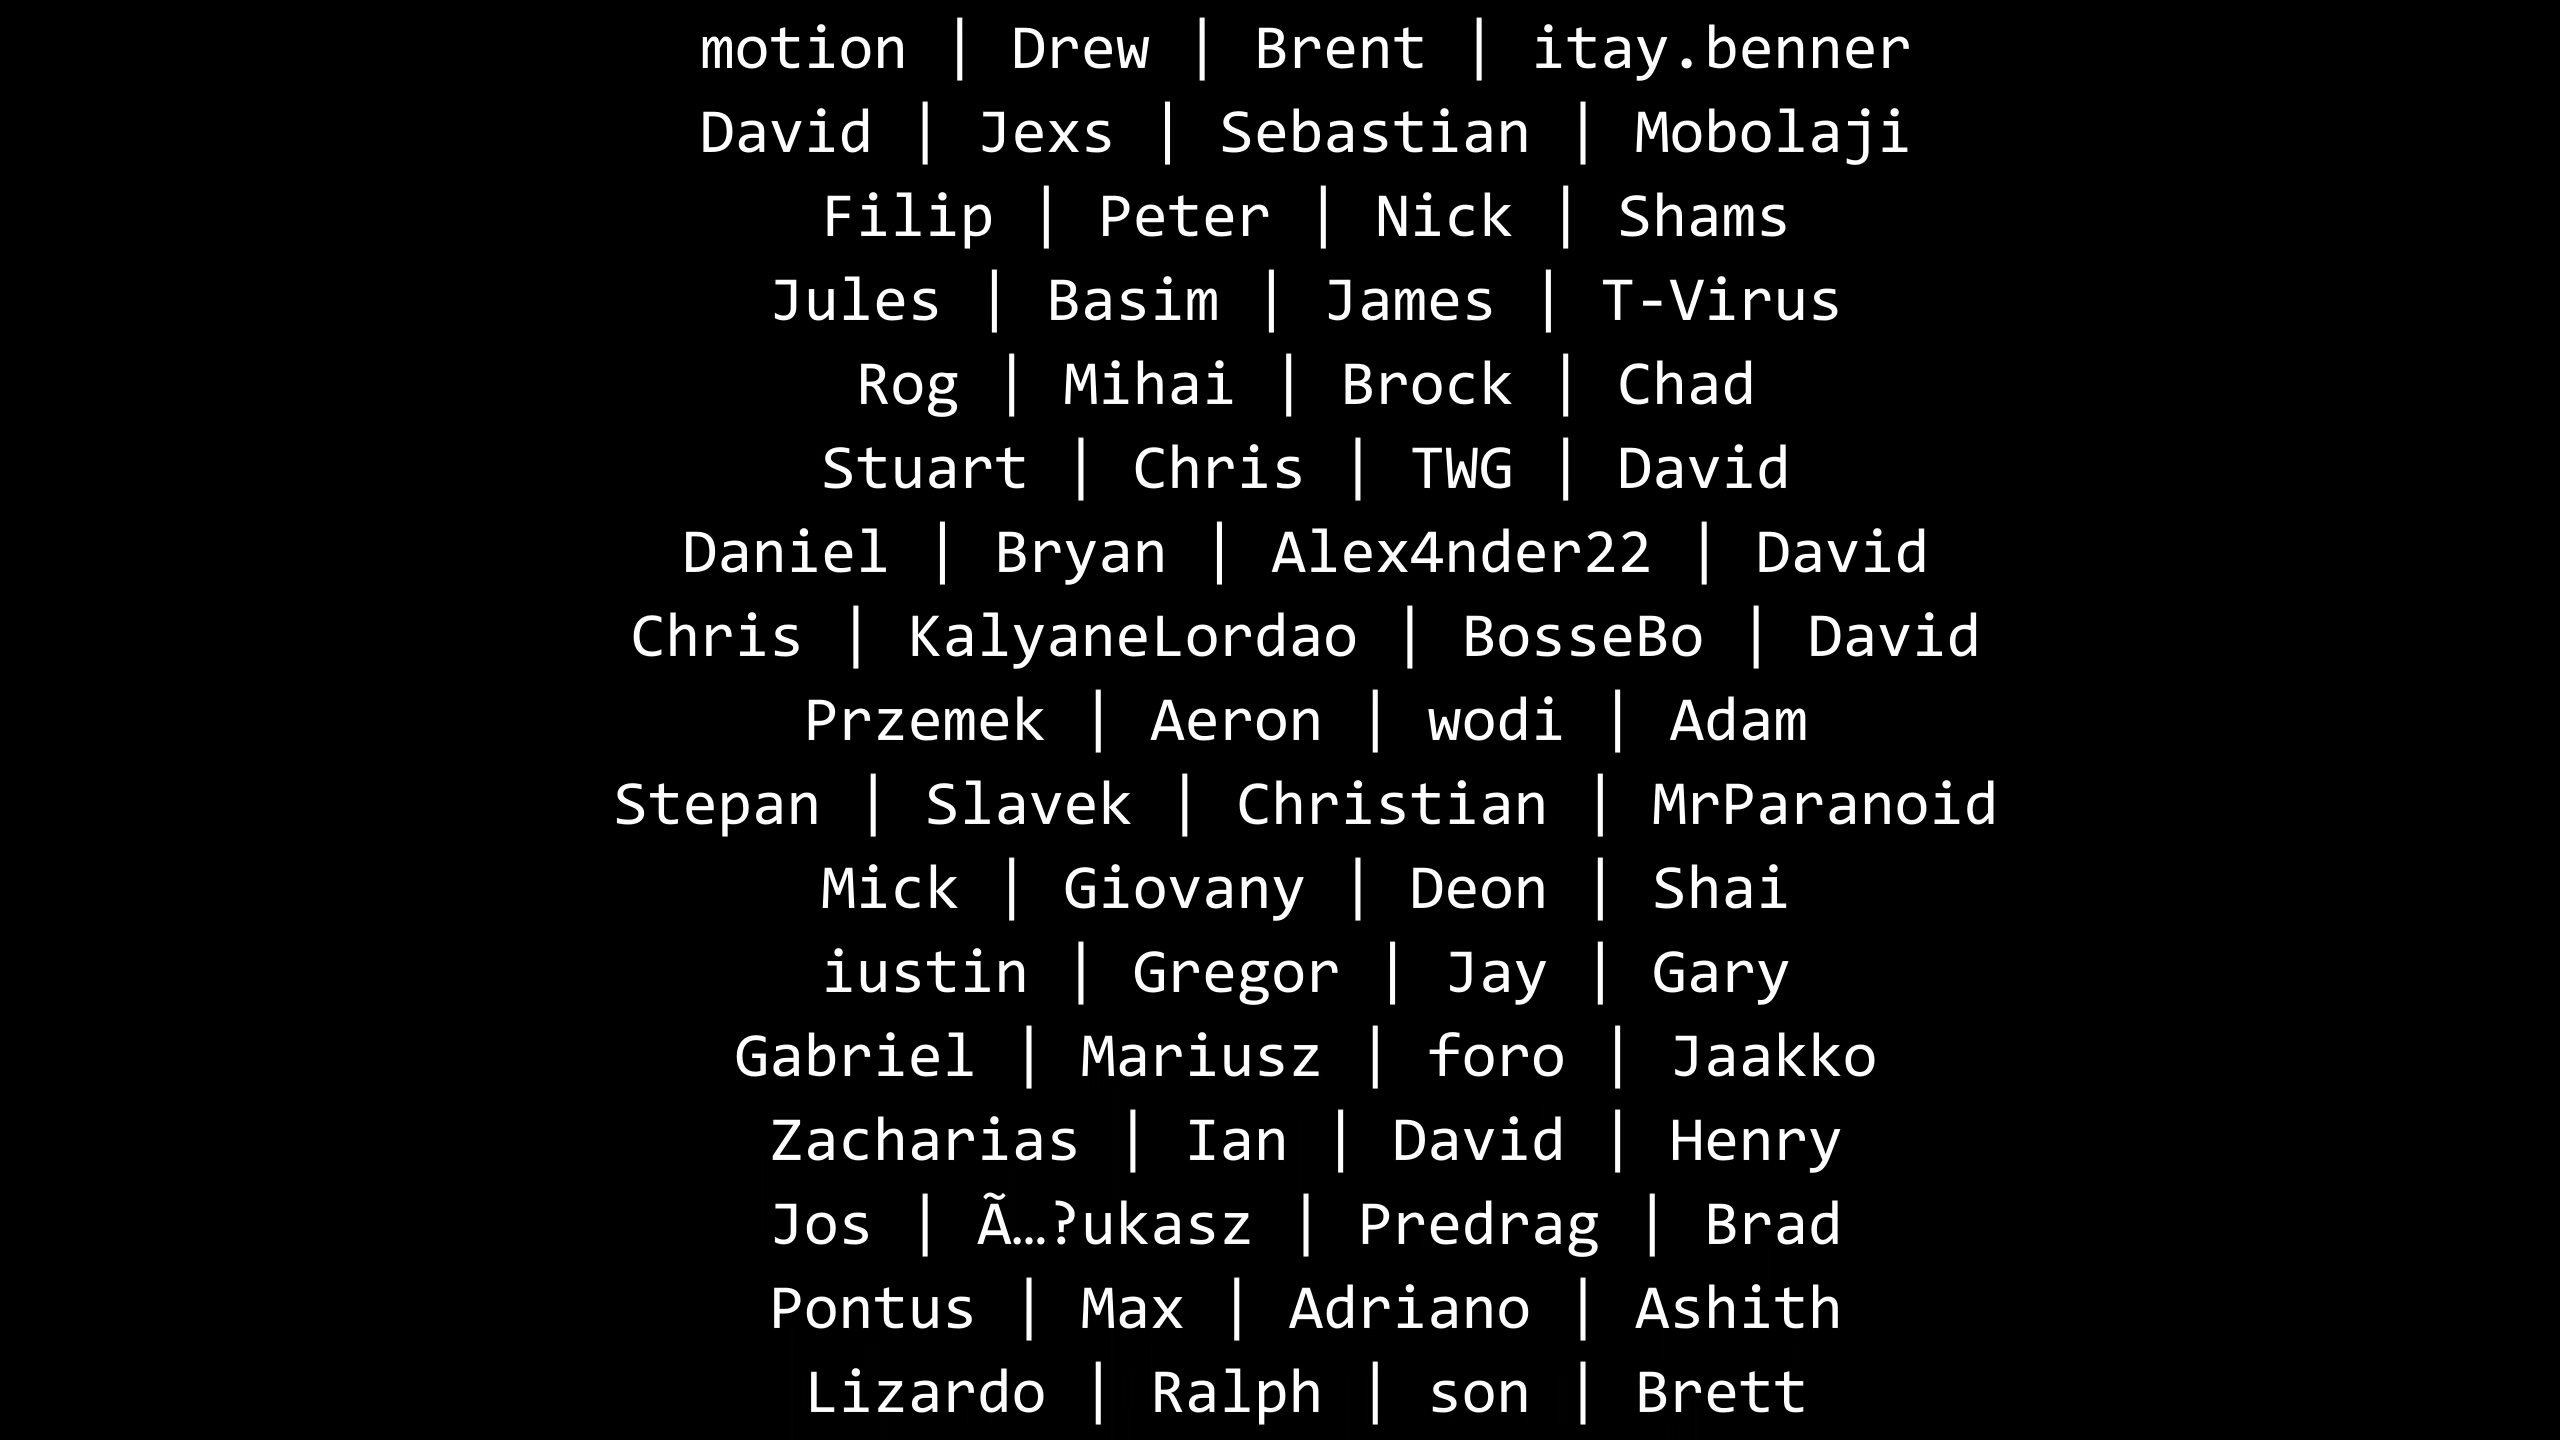 motion | Drew | Brent | itay.benner
David | Jexs | Sebastian | Mobolaji
Filip | Peter | Nick | Shams
Jules | Basim | James | T-Virus
Rog | Mihai | Brock | Chad
Stuart | Chris | TWG | David
Daniel | Bryan | Alex4nder22 | David
Chris | KalyaneLordao | BosseBo | David
Przemek | Aeron | wodi | Adam
Stepan | Slavek | Christian | MrParanoid
Mick | Giovany | Deon | Shai
iustin | Gregor | Jay | Gary
Gabriel | Mariusz | foro | Jaakko
Zacharias | Ian | David | Henry
Jos | Ã…?ukasz | Predrag | Brad
Pontus | Max | Adriano | Ashith
Lizardo | Ralph | son | Brett